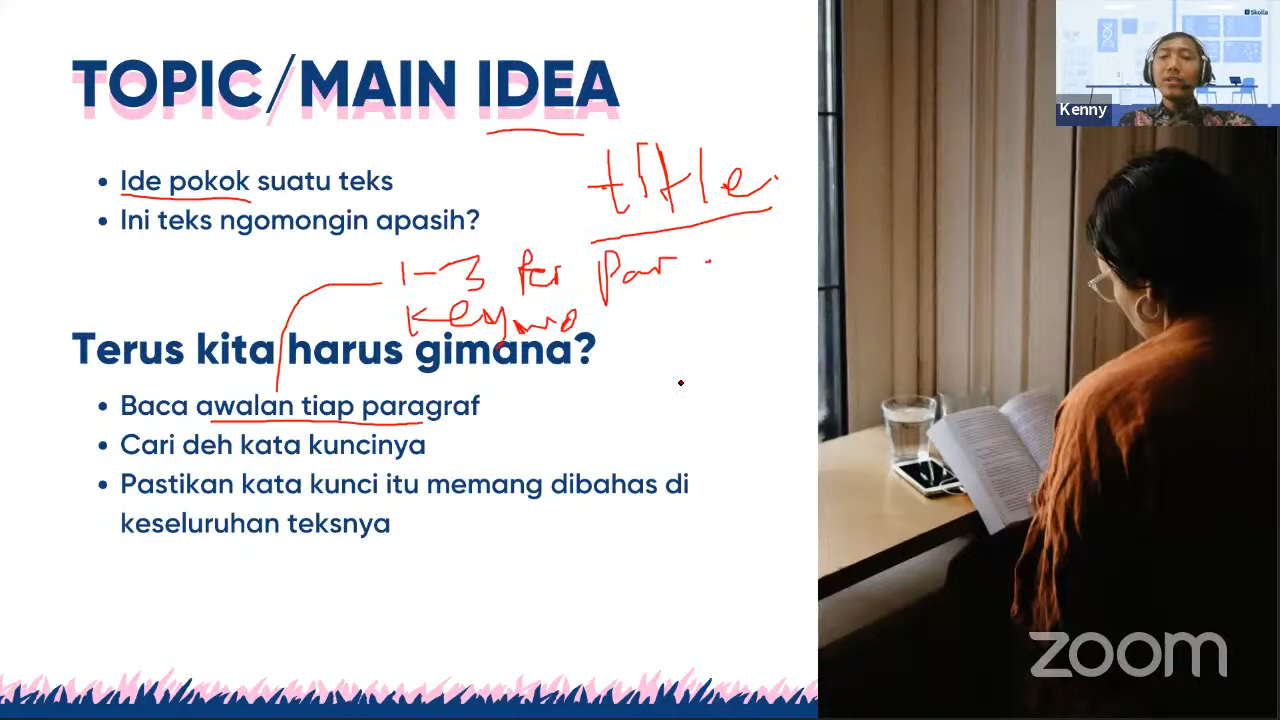 TOPIC/MAIN IDEA
Ide pokok suatu teks
Ini teks ngomongin apasih?
title.
1-3 Per Par.
keywo
Terus kita harus gimana?
Baca awalan tiap paragraf
Cari deh kata kuncinya
Pastikan kata kunci itu memang dibahas di
keseluruhan teksnya
Skolla
Kenny
zoom